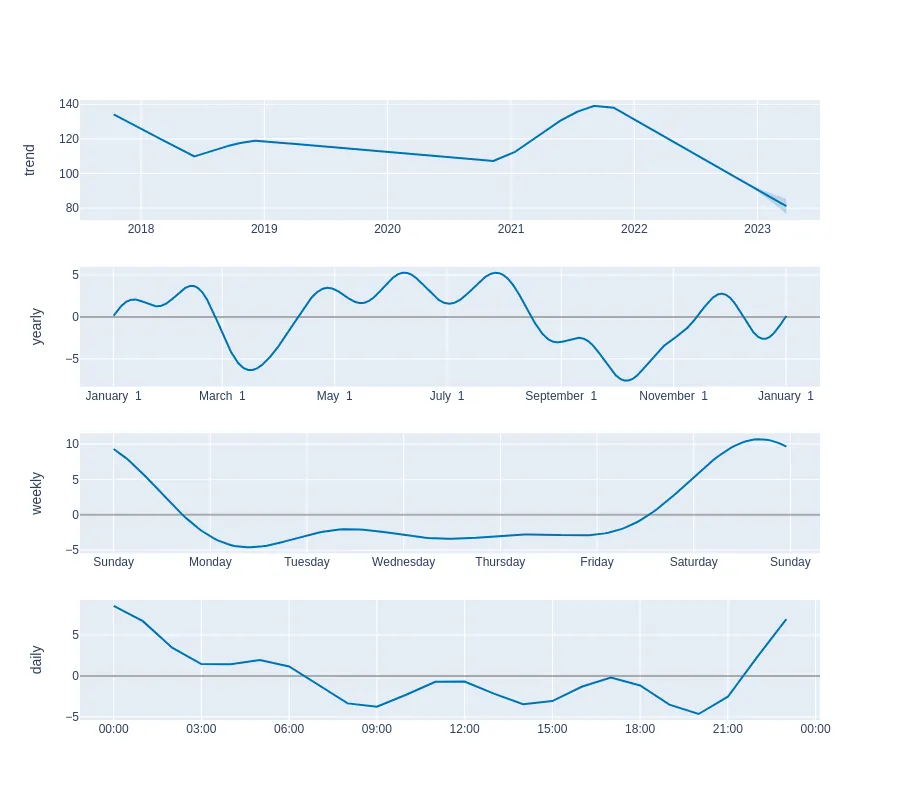 trend
140
120
100
80
2018 2019 2020 2021 2022 2023
yearly
5
0
−5
January 1 March 1 May 1 July 1 September 1 November 1 January 1
weekly
10
5
0
−5
Sunday Monday Tuesday Wednesday Thursday Friday Saturday Sunday
daily
5
0
−5
00:00 03:00 06:00 09:00 12:00 15:00 18:00 21:00 00:00